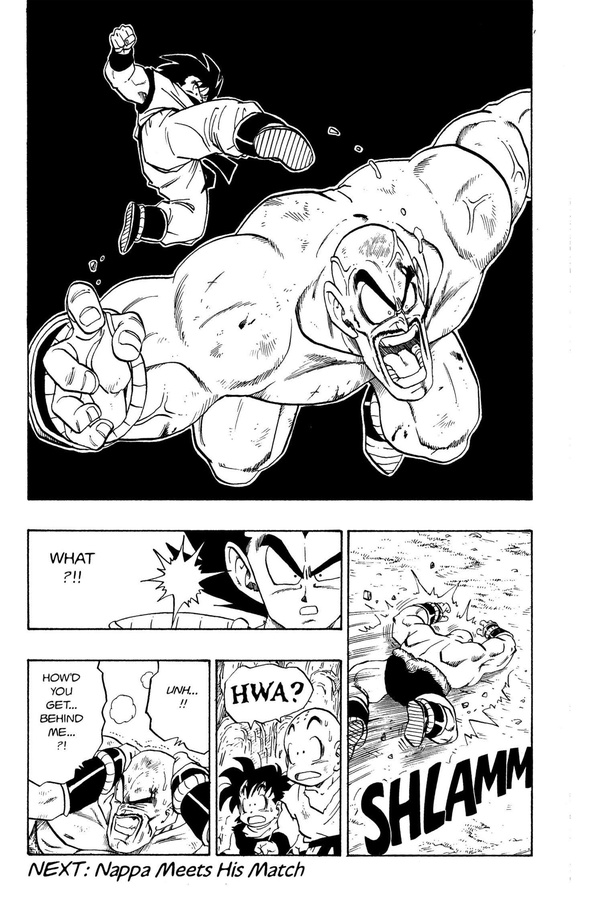 WHAT
?!!
SHLAMM
HWA?
UNH...
!!
HOW'D
YOU
GET...
BEHIND
ME...
?!
NEXT: Nappa Meets His Match